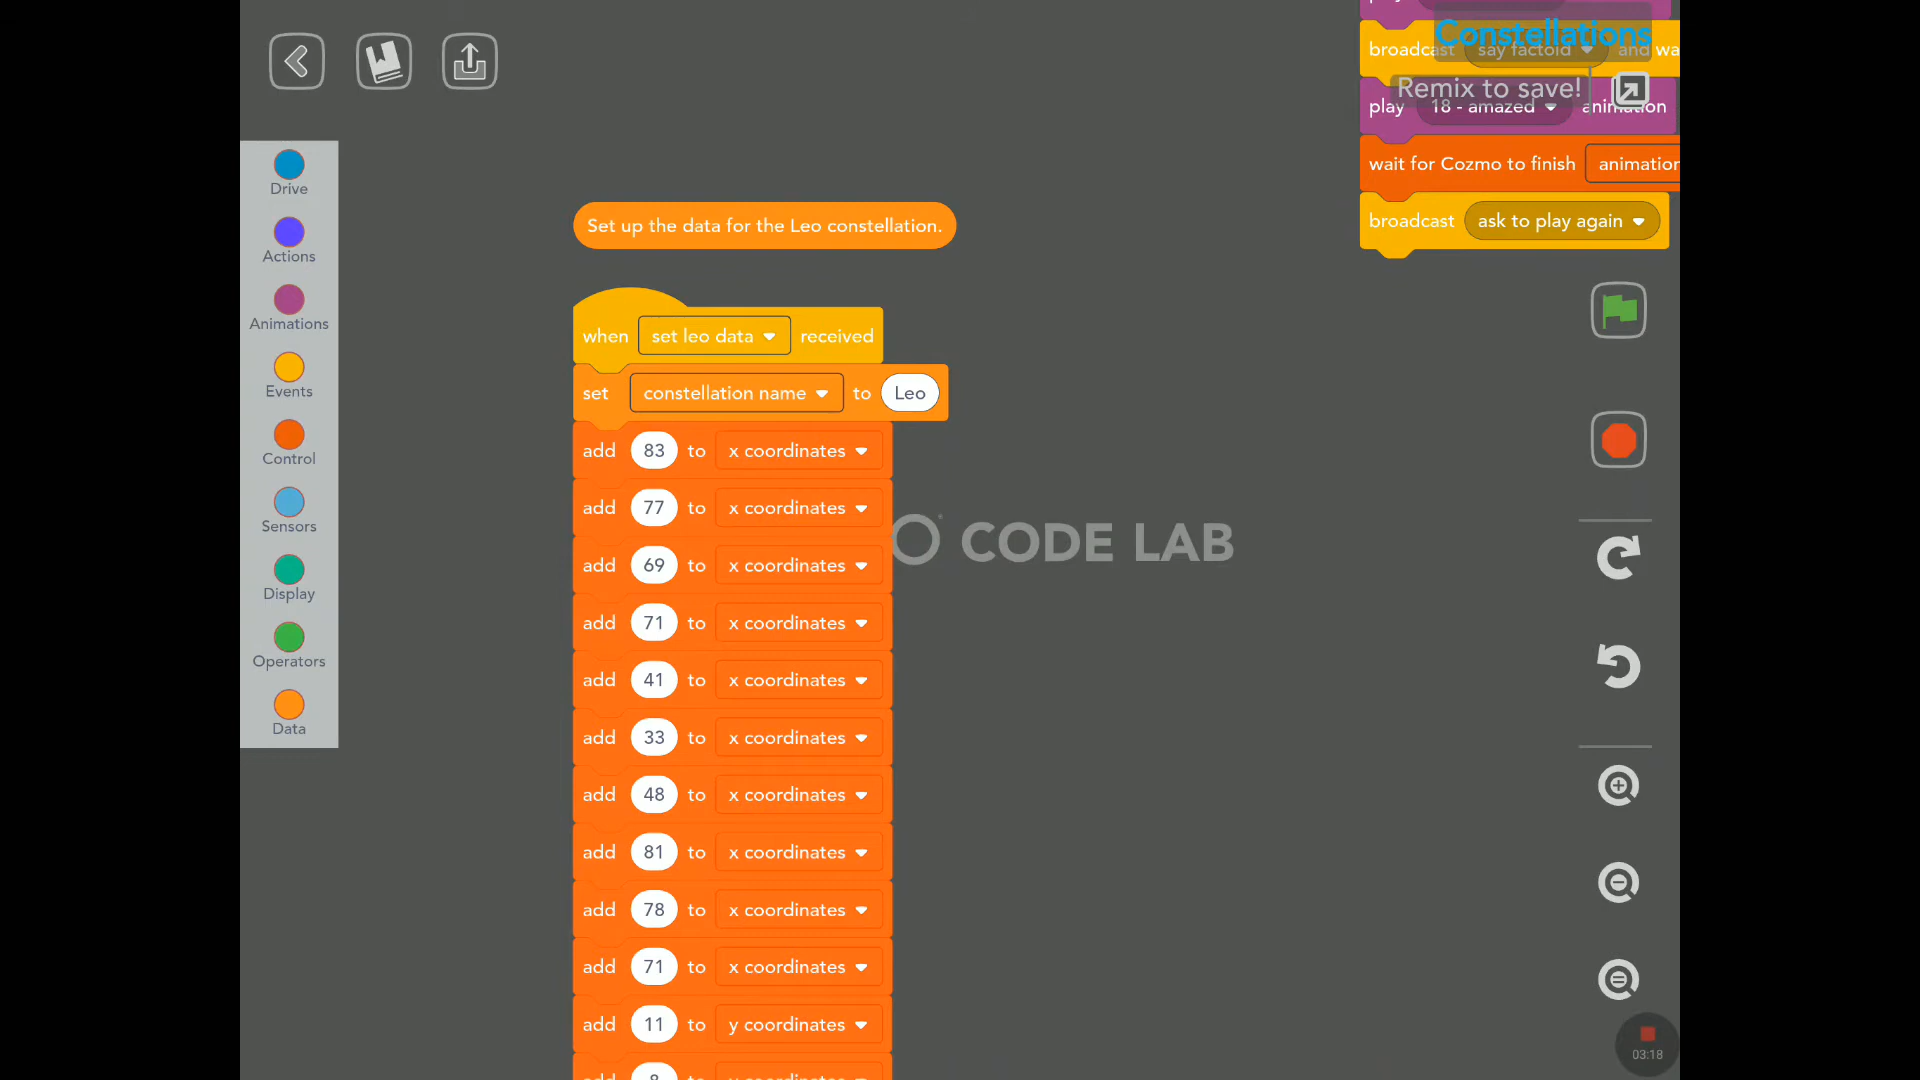 Constellations
broadcast say factoid and wa
Remix to save!
play 18 - amazed animation
wait for Cozmo to finish animation
broadcast ask to play again
Drive
Actions
Animations
Events
Control
Sensors
Display
Operators
Data
Set up the data for the Leo constellation.
when set leo data received
set constellation name to Leo
add 83 to x coordinates
add 77 to x coordinates
add 69 to x coordinates
add 71 to x coordinates
add 41 to x coordinates
add 33 to x coordinates
add 48 to x coordinates
add 81 to x coordinates
add 78 to x coordinates
add 71 to x coordinates
add 11 to y coordinates
CODE LAB
03:18